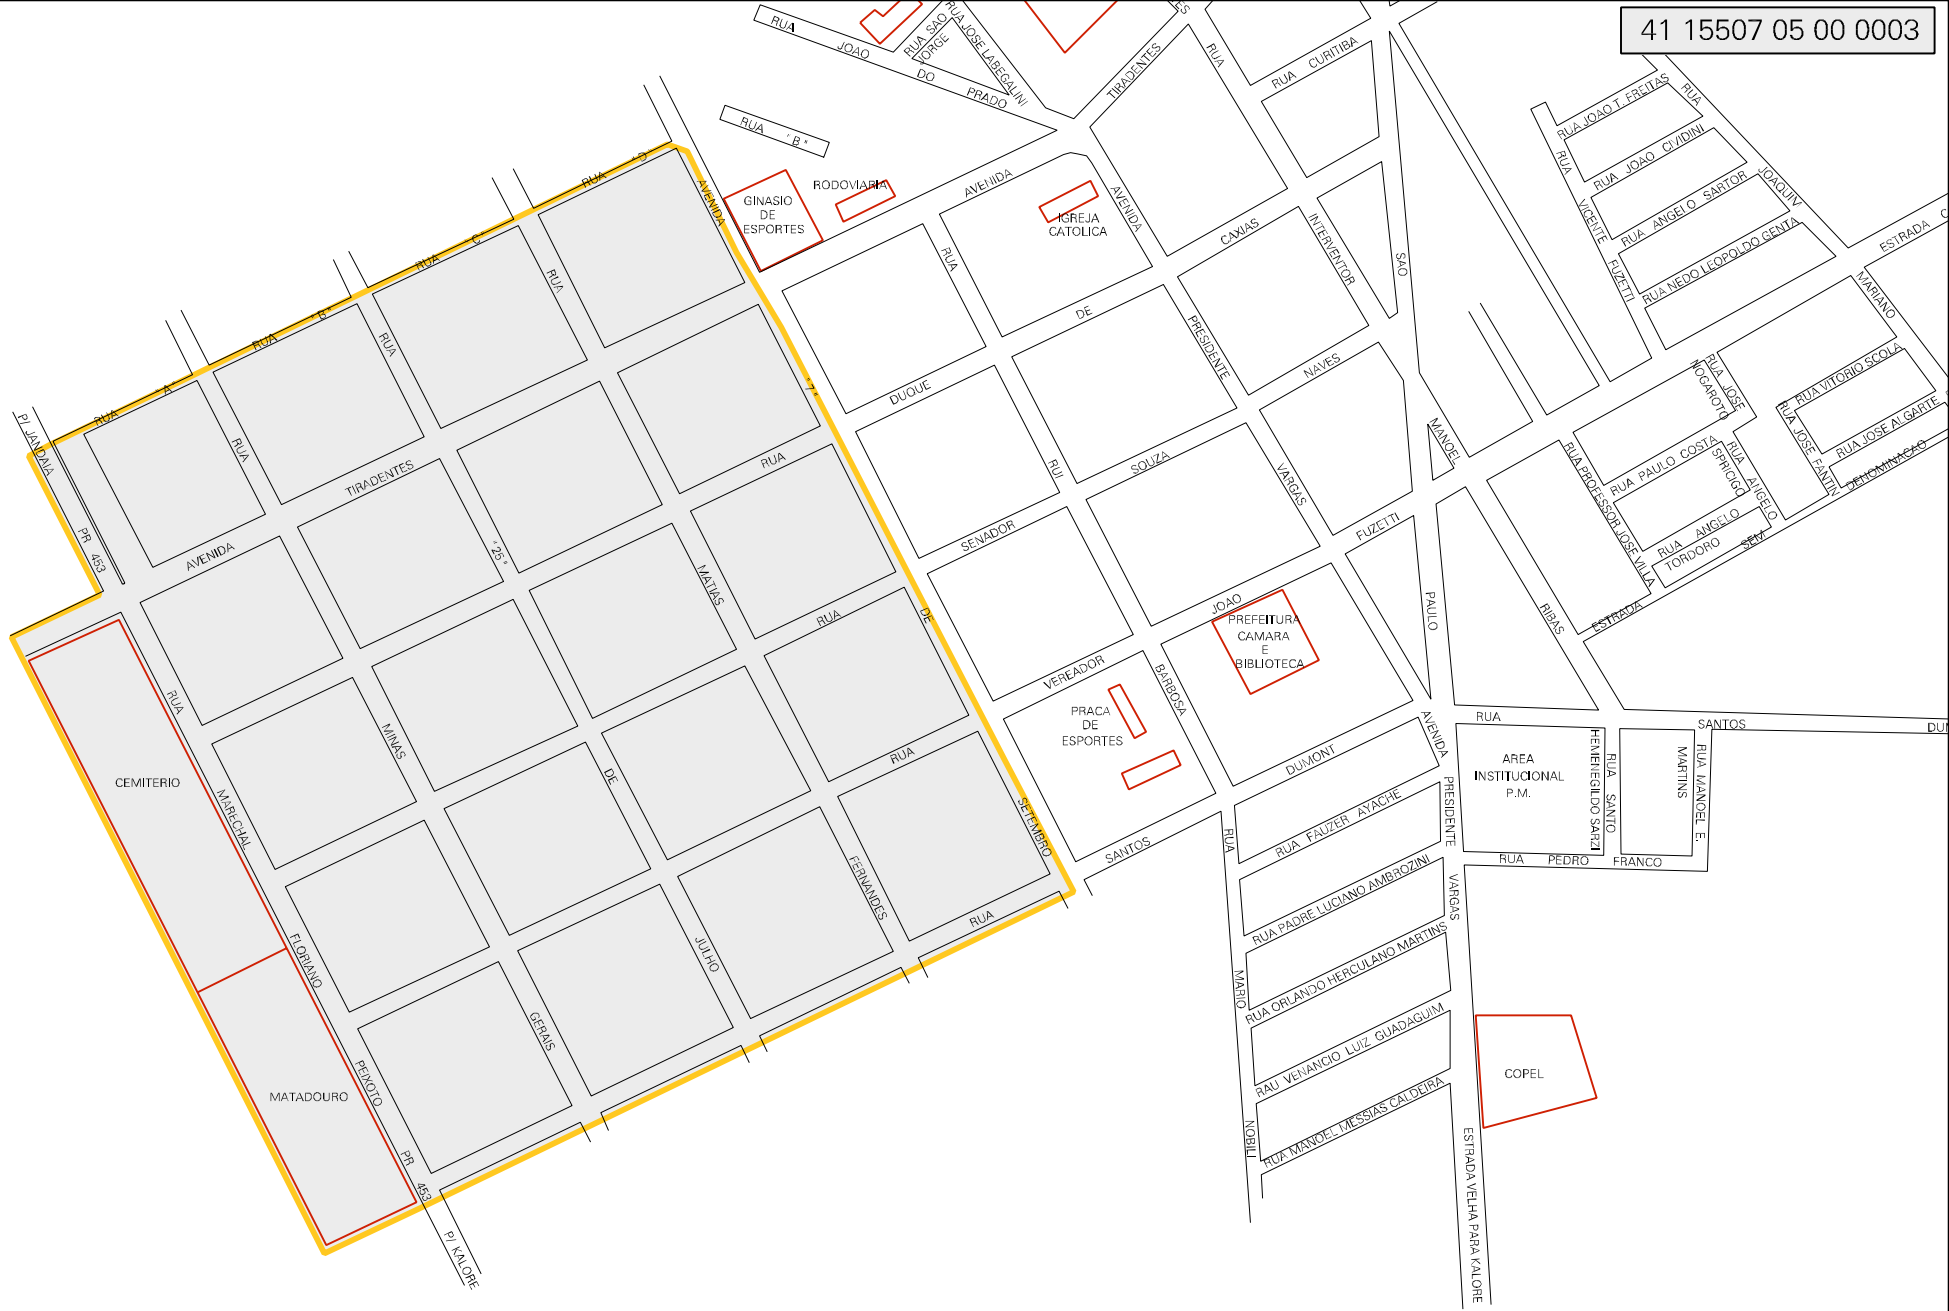 41 15507 05 00 0003
RUA
JOAO
DO
PRADO
RUA SAO
JORGE
RUA JOSE LABEGALINI
TIRADENTES
RUA
RUA CURITIBA
RUA "B"
RUA "D"
RUA "C"
RUA "B"
RUA "A"
AVENIDA
GINASIO
DE
ESPORTES
RODOVIARIA
AVENIDA
IGREJA
CATOLICA
AVENIDA
CAXIAS
INTERVENTOR
SAO
RUA JOAO T. FREITAS
RUA JOAO CIVIDINI
RUA ANGELO SARTOR
RUA NEDO LEOPOLDO GENTA
RUA
VICENTE
FUZETTI
RUA
JOAQUIV
MARIANO
ESTRADA
RUA
RUA
RUA
RUA
DE
DUQUE
PRESIDENTE
NAVES
MANOEL
RUA JOSE
NOGAROTO
RUA VITORIO SCOLA
RUA JOSE ALGARTE
RUA JOSE FANTIN
DENOMINACAO
RUA PAULO COSTA
RUA ANGELO
SPRICIGO
RUA ANGELO
TORDORO
SEM
ESTRADA
RUA PROFESSOR JOSE VILLA
RIBAS
P/ JANDAIA
PR 453
TIRADENTES
AVENIDA
"7"
RUA
RUI
SOUZA
VARGAS
SENADOR
FUZETTI
"25"
MATIAS
RUA
DE
JOAO
PREFEITURA
CAMARA
E
BIBLIOTECA
PAULO
VEREADOR
BARBOSA
PRACA
DE
ESPORTES
RUA
MINAS
DE
RUA
SETEMBRO
DUMONT
AVENIDA
PRESIDENTE
VARGAS
RUA
SANTOS
DUM
AREA
INSTITUCIONAL
P.M.
RUA SANTO
HEMENEGILDO SARZI
RUA MANOEL E.
MARTINS
RUA PEDRO FRANCO
CEMITERIO
MARECHAL
FLORIANO
PEIXOTO
PR 453
P/ KALORE
MATADOURO
GERAIS
JULHO
FERNANDES
RUA
SANTOS
RUA
MARIO
NOBILI
RUA FAUZER AYACHE
RUA PADRE LUCIANO AMBROZINI
RUA ORLANDO HERCULANO MARTINS
RAU VENANCIO LUIZ GUADAGUIM
RUA MANOEL MESSIAS CALDEIRA
COPEL
ESTRADA VELHA PARA KALORE